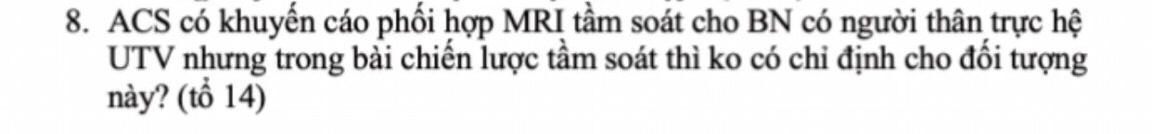 8. ACS có khuyến cáo phối hợp MRI tầm soát cho BN có người thân trực hệ
UTV nhưng trong bài chiến lược tầm soát thì ko có chỉ định cho đối tượng
này? (tổ 14)